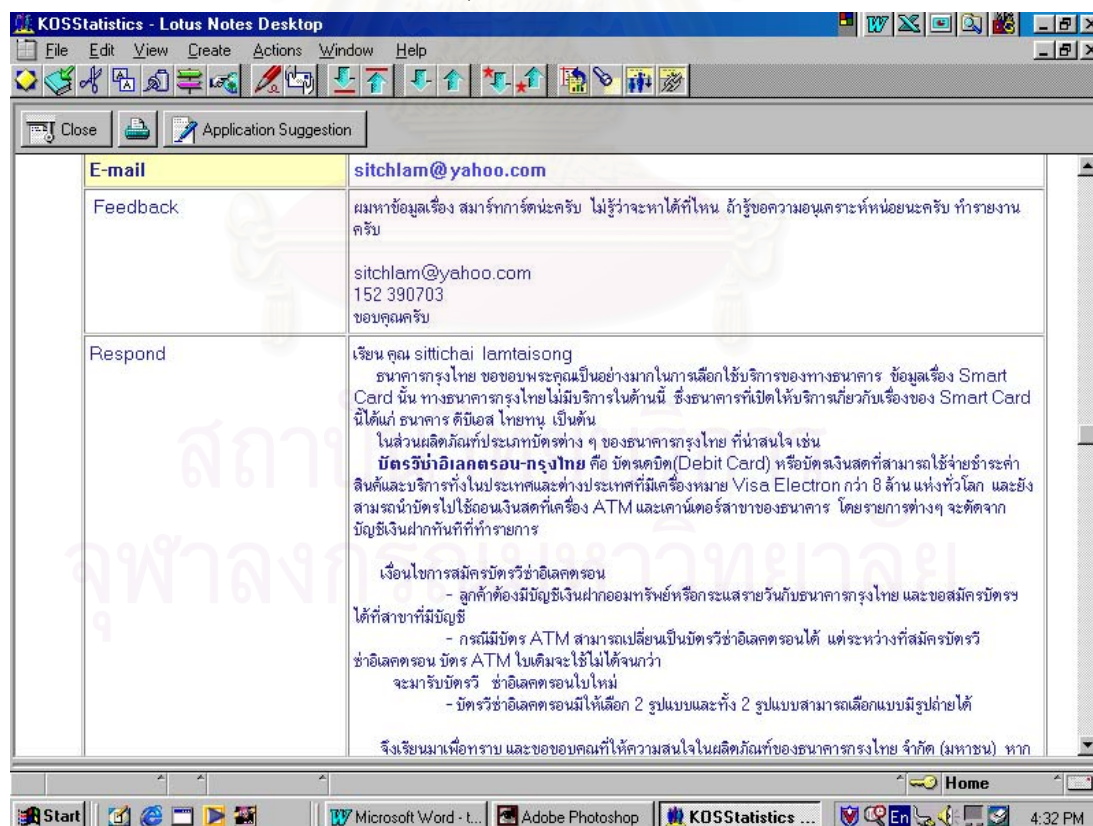 KOSStatistics - Lotus Notes Desktop
File Edit View Create Actions Window Help
Close Application Suggestion
E-mail sitchlam@yahoo.com
Feedback
ผมหาข้อมูลเรื่อง สมาร์ทการ์ดน่ะครับ ไม่รู้ว่าจะหาได้ที่ไหน ถ้ารู้ขอความอนุเคราะห์หน่อยนะครับ ทำรายงาน
ครับ
sitchlam@yahoo.com
152 390703
ขอบคุณครับ
Respond
เรียน คุณ sittichai lamtaisong
ธนาคารกรุงไทย ขอขอบพระคุณเป็นอย่างมากในการเลือกใช้บริการของทางธนาคาร ข้อมูลเรื่อง Smart
Card นั้น ทางธนาคารกรุงไทยไม่มีบริการในด้านนี้ ซึ่งธนาคารที่เปิดให้บริการเกี่ยวกับเรื่องของ Smart Card
นี้ได้แก่ ธนาคาร ดีบีเอส ไทยทนุ เป็นต้น
ในส่วนผลิตภัณฑ์ประเภทบัตรต่าง ๆ ของธนาคารกรุงไทย ที่น่าสนใจ เช่น
บัตรวีซ่าอิเลคตรอน-กรุงไทย คือ บัตรเดบิต(Debit Card) หรือบัตรเงินสดที่สามารถใช้จ่ายชำระค่า
สินค้าและบริการทั้งในประเทศและต่างประเทศที่มีเครื่องหมาย Visa Electron กว่า 8 ล้าน แห่งทั่วโลก และยัง
สามารถนำบัตรไปใช้ถอนเงินสดที่เครื่อง ATM และเคาน์เตอร์สาขาของธนาคาร โดยรายการต่างๆ จะตัดจาก
บัญชีเงินฝากทันทีที่ทำรายการ
เงื่อนไขการสมัครบัตรวีซ่าอิเลคตรอน
- ลูกค้าต้องมีบัญชีเงินฝากออมทรัพย์หรือกระแสรายวันกับธนาคารกรุงไทย และขอสมัครบัตรฯ
ได้ที่สาขาที่มีบัญชี
- กรณีมีบัตร ATM สามารถเปลี่ยนเป็นบัตรวีซ่าอิเลคตรอนได้ แต่ระหว่างที่สมัครบัตรวี
ซ่าอิเลคตรอน บัตร ATM ใบเดิมจะใช้ไม่ได้จนกว่า
จะมารับบัตรวี ซ่าอิเลคตรอนใบใหม่
- บัตรวีซ่าอิเลคตรอนมีให้เลือก 2 รูปแบบและทั้ง 2 รูปแบบสามารถเลือกแบบมีรูปถ่ายได้
จึงเรียนมาเพื่อทราบ และขอขอบคุณที่ให้ความสนใจในผลิตภัณฑ์ของธนาคารกรุงไทย จำกัด (มหาชน) หาก
จุฬาลงกรณ์มหาวิทยาลัย
Home
Start Microsoft Word - t... Adobe Photoshop KOSStatistics ... En 4:32 PM